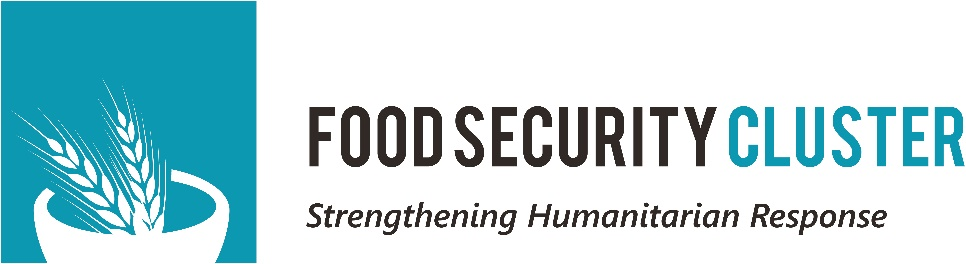 FOOD SECURITY CLUSTER
Strengthening Humanitarian Response